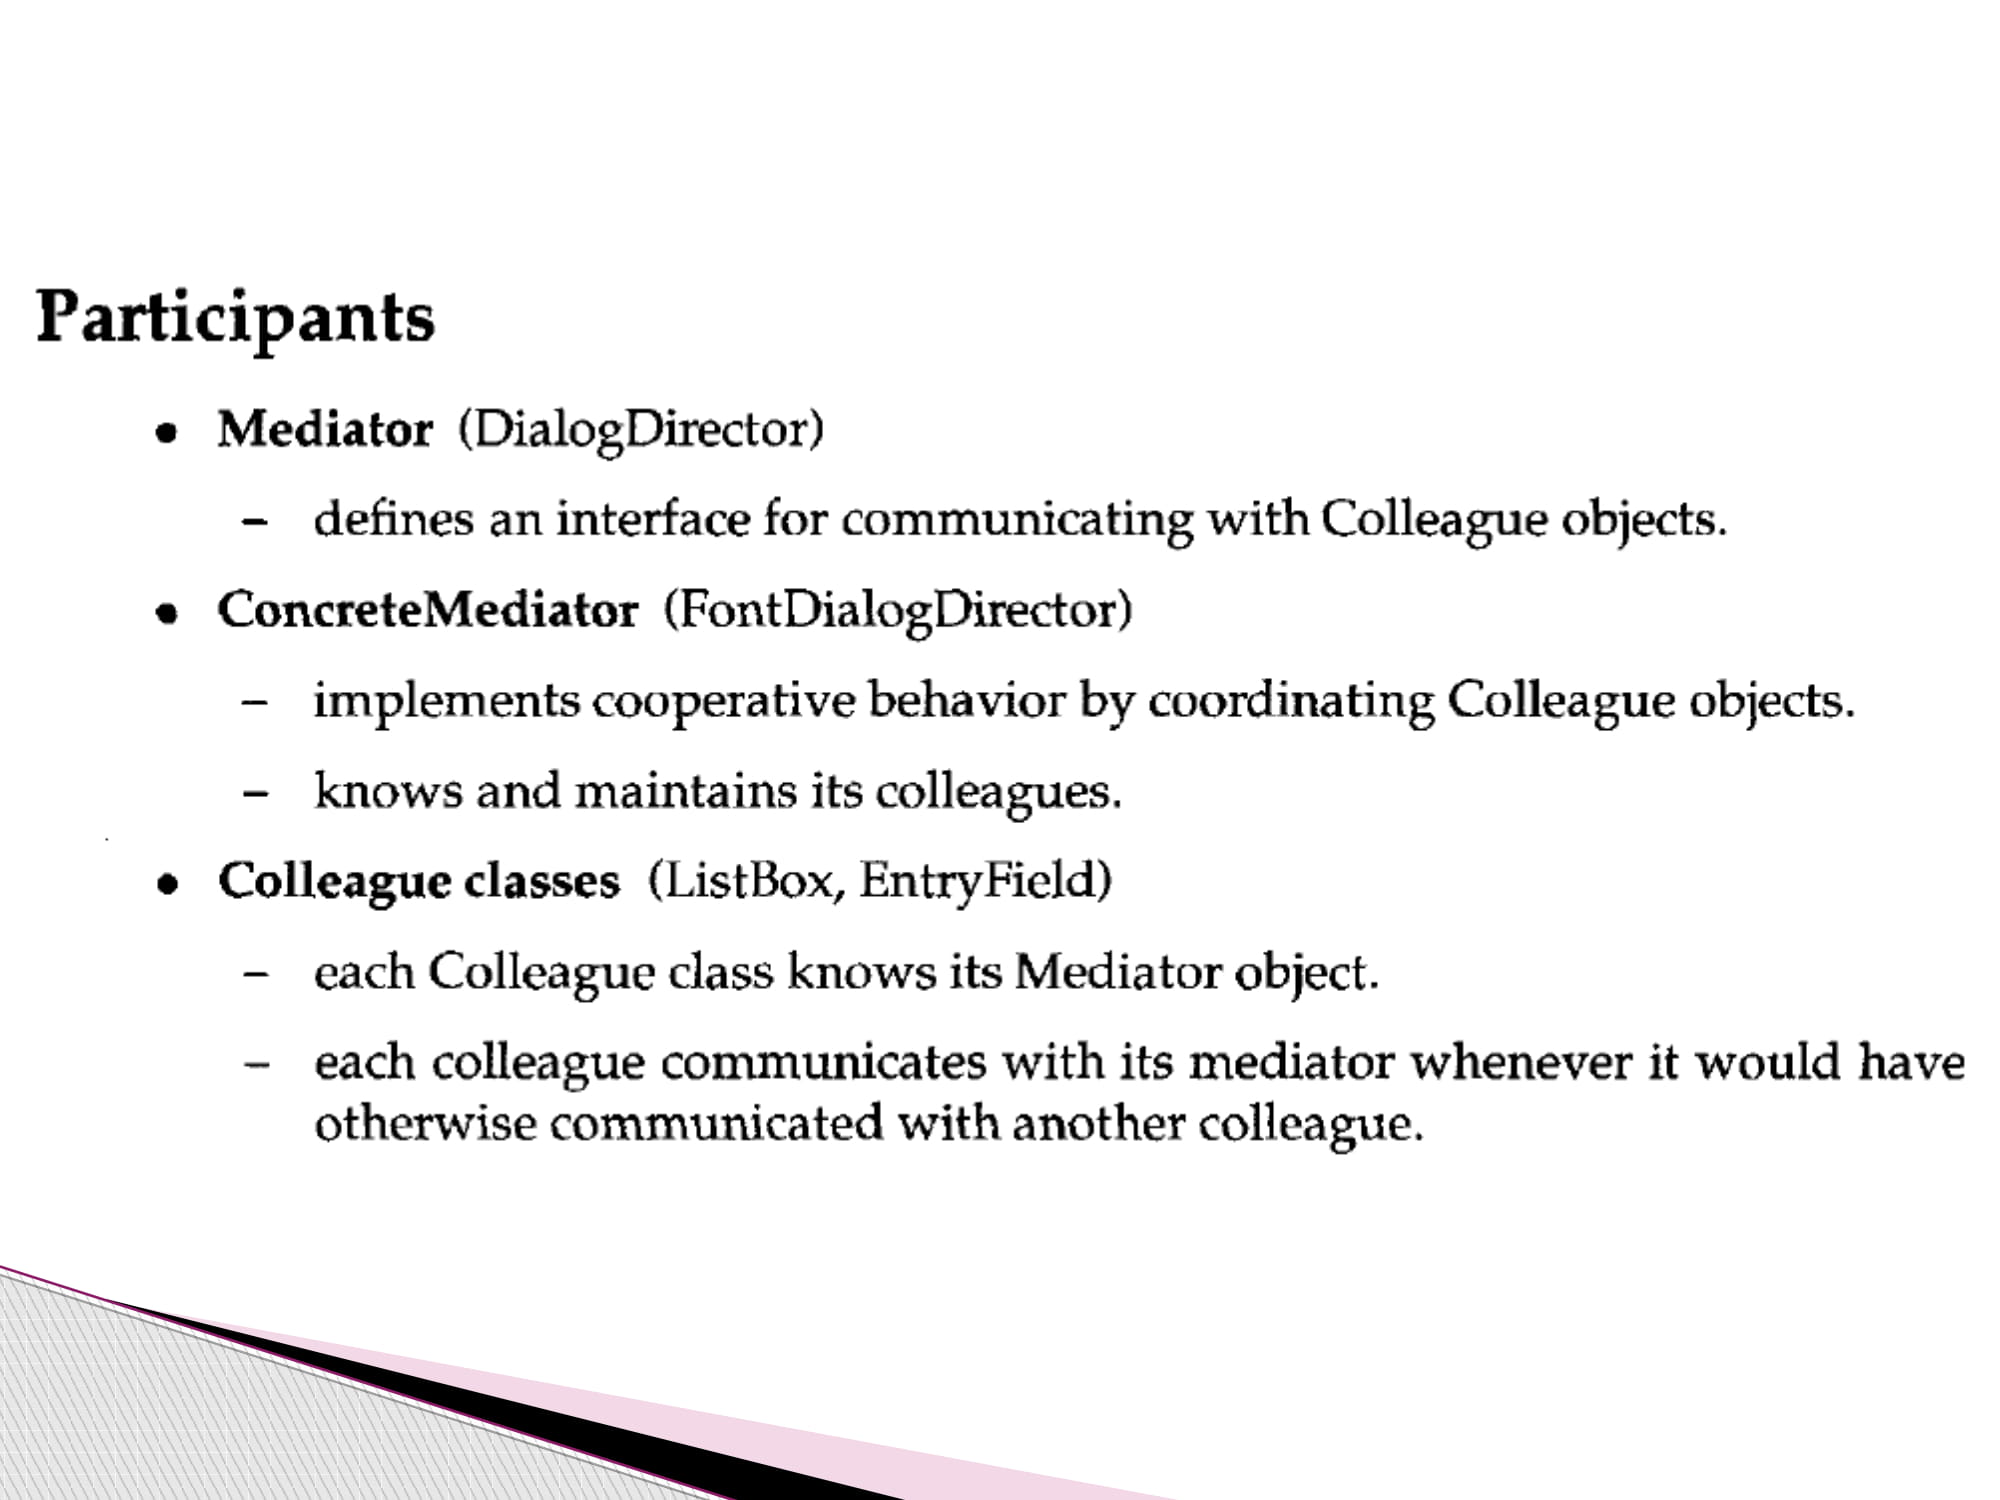 Participants
• Mediator (DialogDirector)
– defines an interface for communicating with Colleague objects.
• ConcreteMediator (FontDialogDirector)
– implements cooperative behavior by coordinating Colleague objects.
– knows and maintains its colleagues.
• Colleague classes (ListBox, EntryField)
– each Colleague class knows its Mediator object.
– each colleague communicates with its mediator whenever it would have
otherwise communicated with another colleague.